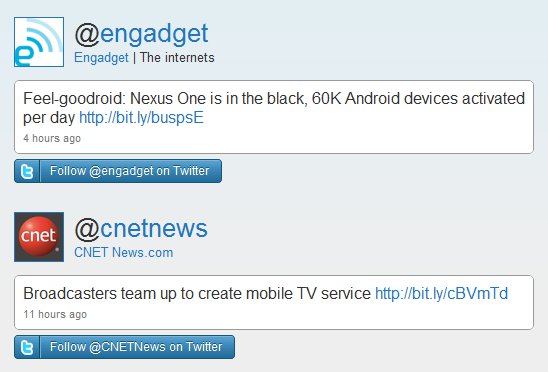 @engadget
Engadget | The internets
Feel-goodroid: Nexus One is in the black, 60K Android devices activated
per day http://bit.ly/buspsE
4 hours ago
Follow @engadget on Twitter
cnet
@cnetnews
CNET News.com
Broadcasters team up to create mobile TV service http://bit.ly/cBVmTd
11 hours ago
Follow @CNETNews on Twitter